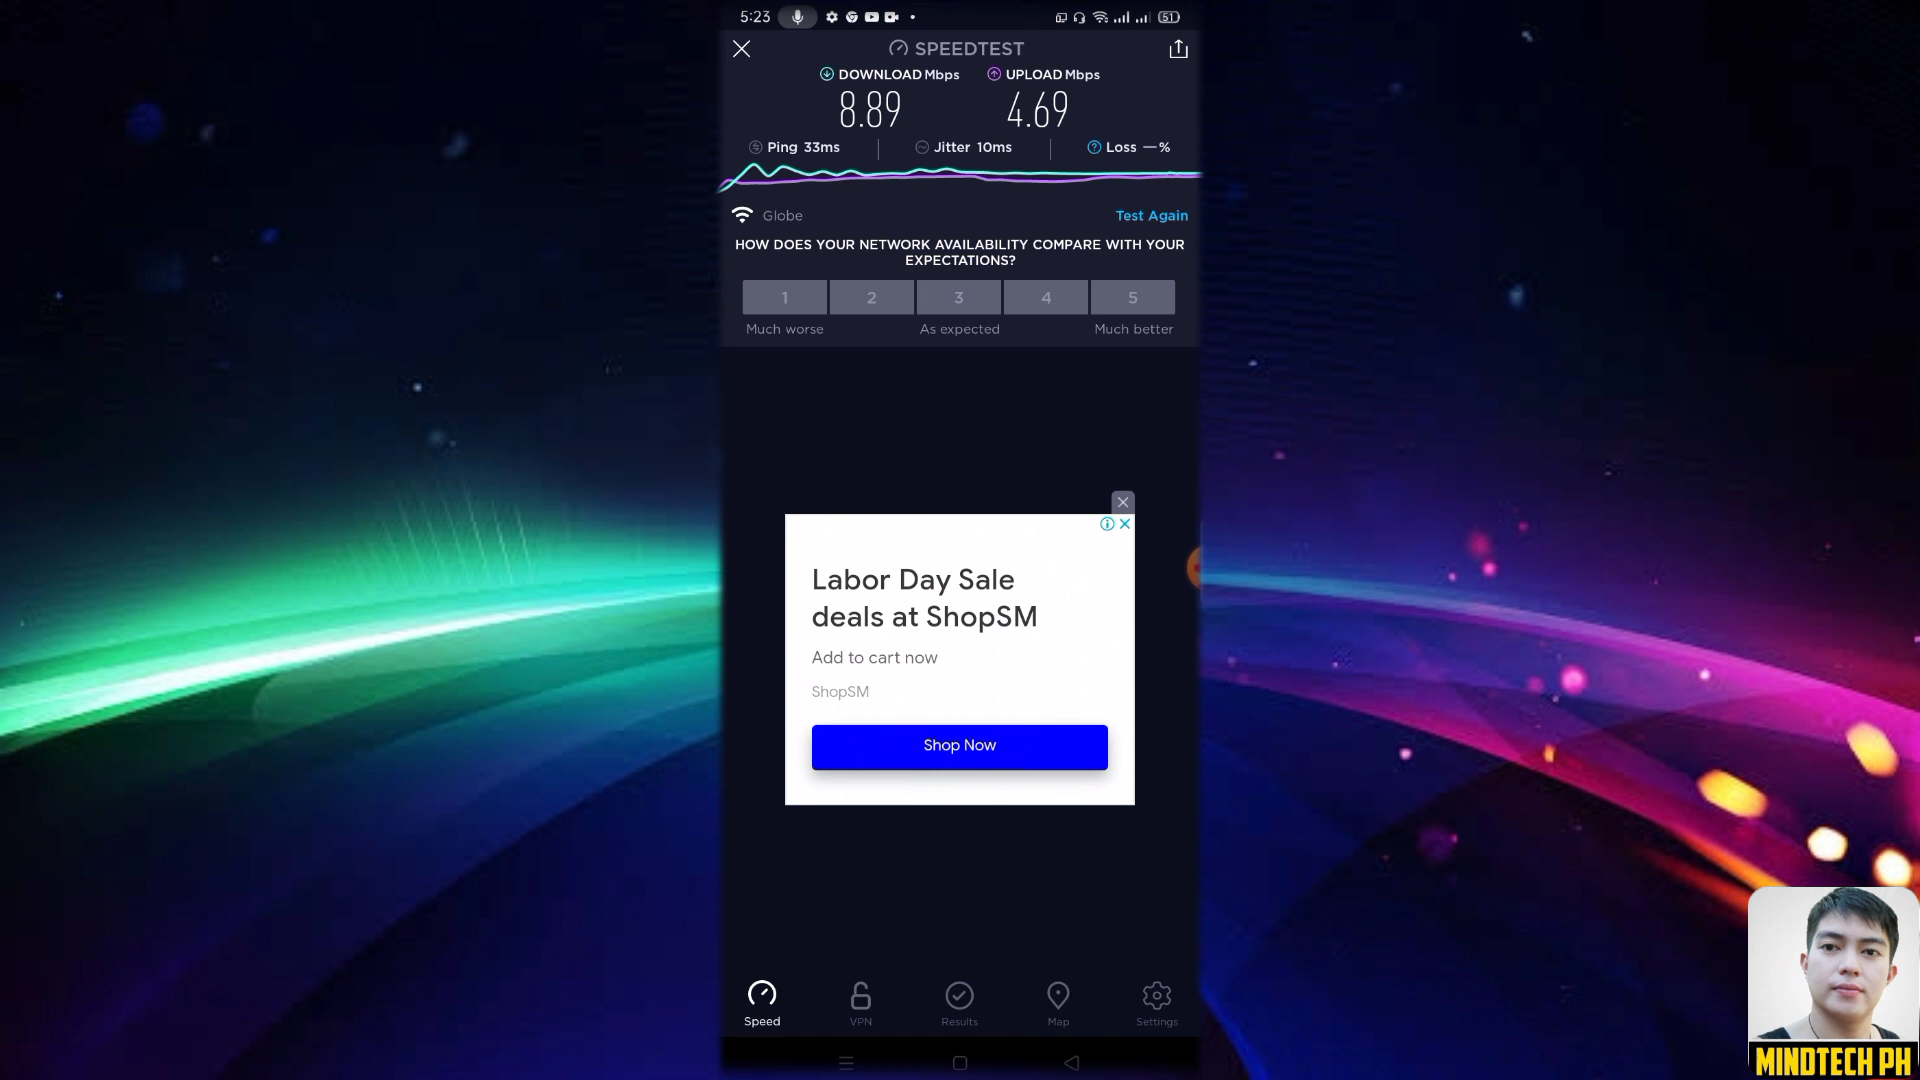 5:23
51
SPEEDTEST
DOWNLOAD Mbps
UPLOAD Mbps
8.89
4.69
Ping 33ms
Jitter 10ms
Loss —%
Globe
Test Again
HOW DOES YOUR NETWORK AVAILABILITY COMPARE WITH YOUR
EXPECTATIONS?
1 2 3 4 5
Much worse As expected Much better
Labor Day Sale
deals at ShopSM
Add to cart now
ShopSM
Shop Now
Speed VPN Results Map Settings
MINDTECH PH